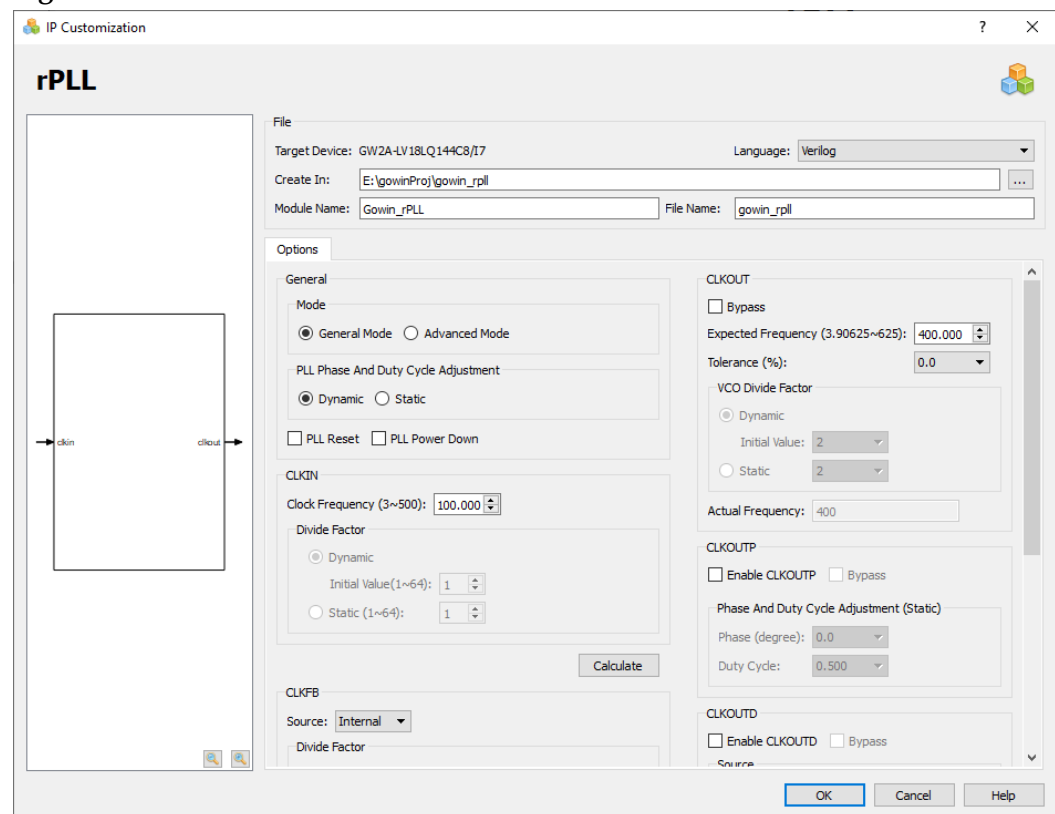 IP Customization
?
rPLL
File
Target Device: GW2A-LV18LQ144C8/I7
Language: Verilog
Create In: E:\gowinProj\gowin_rpll
...
Module Name: Gowin_rPLL
File Name: gowin_rpll
Options
General
Mode
General Mode
Advanced Mode
PLL Phase And Duty Cycle Adjustment
Dynamic
Static
PLL Reset
PLL Power Down
clkin
clkout
CLKIN
Clock Frequency (3~500): 100.000
Divide Factor
Dynamic
Initial Value(1~64): 1
Static (1~64): 1
Calculate
CLKFB
Source: Internal
Divide Factor
CLKOUT
Bypass
Expected Frequency (3.90625~625): 400.000
Tolerance (%): 0.0
VCO Divide Factor
Dynamic
Initial Value: 2
Static 2
Actual Frequency: 400
CLKOUTP
Enable CLKOUTP
Bypass
Phase And Duty Cycle Adjustment (Static)
Phase (degree): 0.0
Duty Cycle: 0.500
CLKOUTD
Enable CLKOUTD
Bypass
Source
OK
Cancel
Help